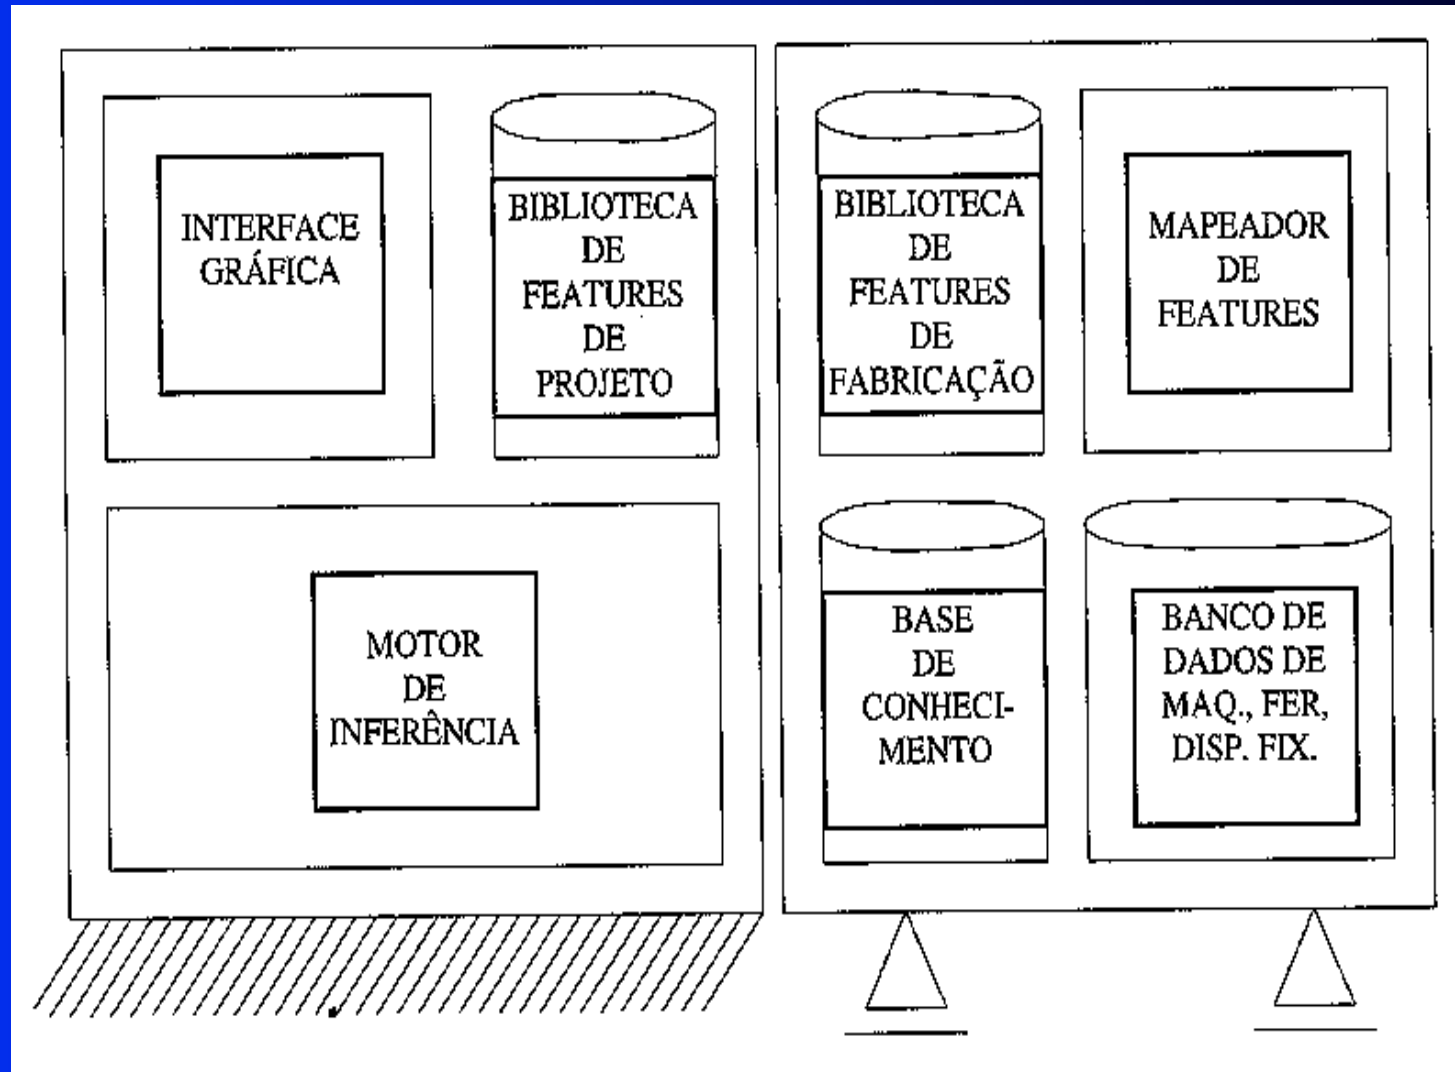 INTERFACE
GRÁFICA
BIBLIOTECA
DE
FEATURES
DE
PROJETO
BIBLIOTECA
DE
FEATURES
DE
FABRICAÇÃO
MAPEADOR
DE
FEATURES
MOTOR
DE
INFERÊNCIA
BASE
DE
CONHECI-
MENTO
BANCO DE
DADOS DE
MAQ., FER,
DISP. FIX.